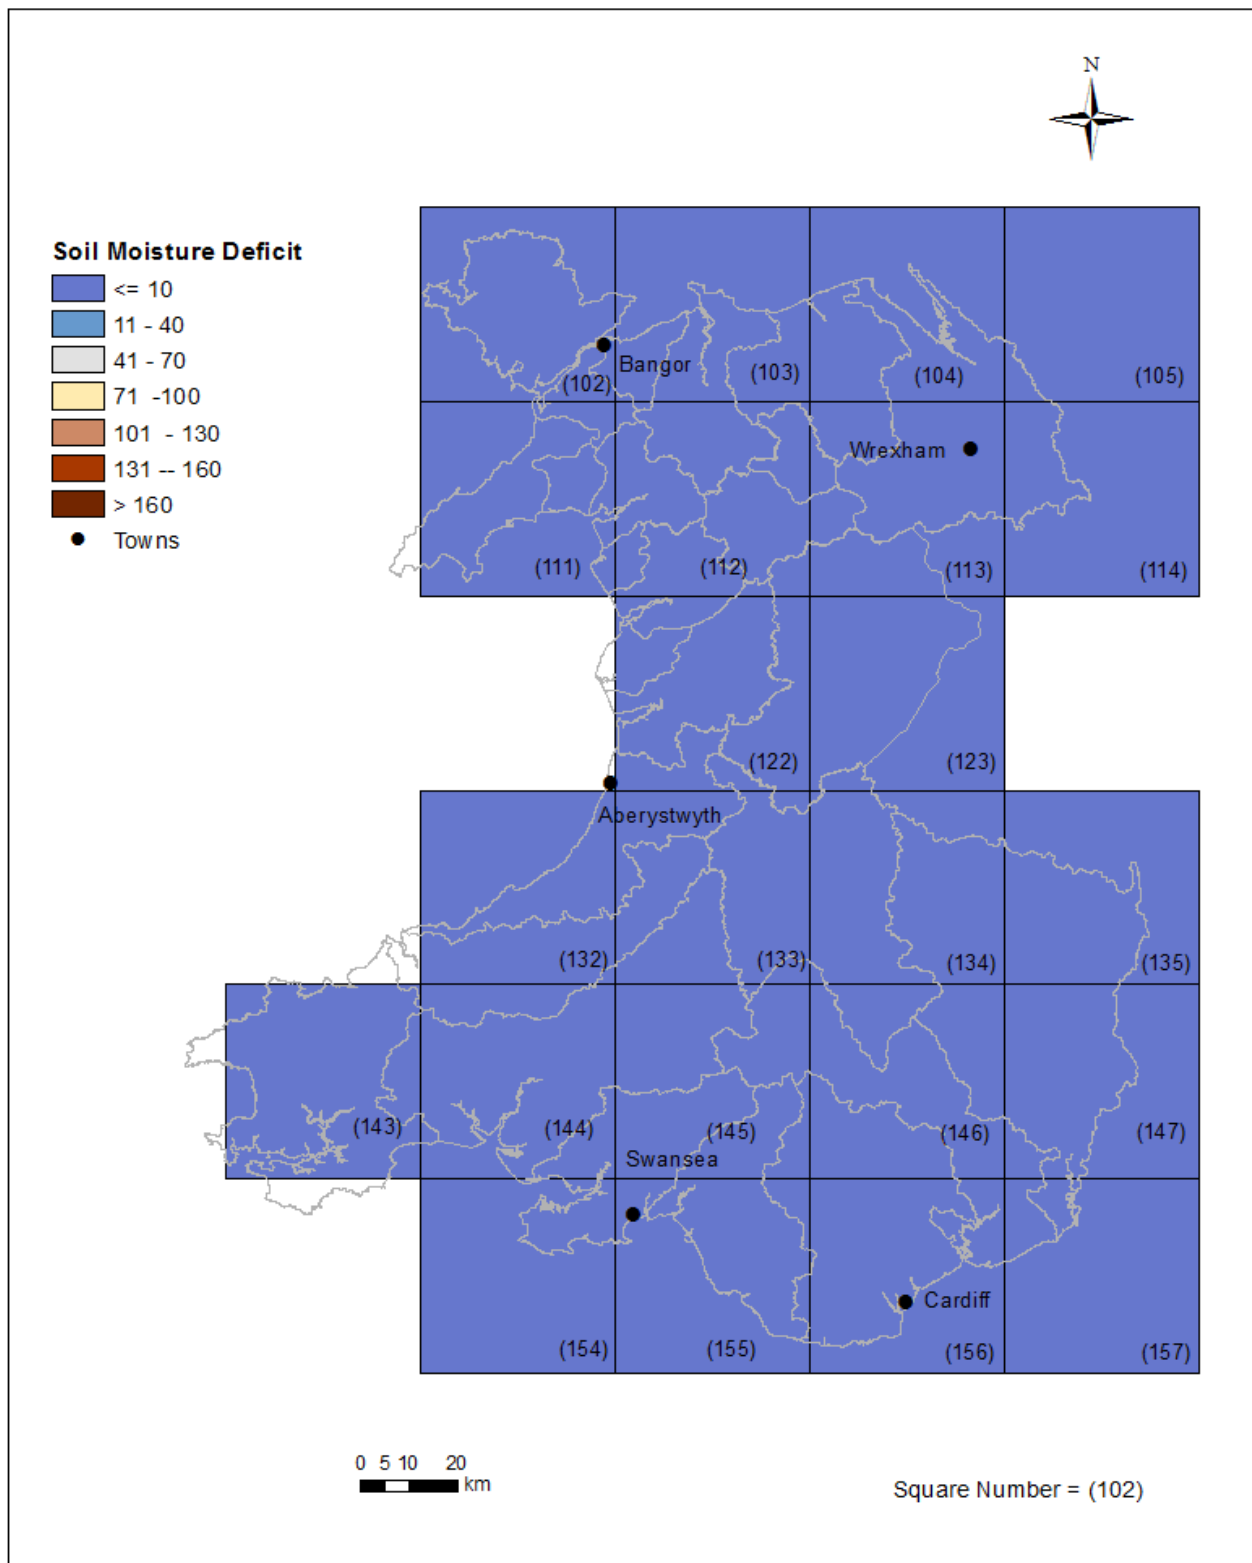 N
Soil Moisture Deficit
<= 10
11 - 40
41 - 70
71 -100
101 - 130
131 -- 160
> 160
Towns
Bangor
(102)
(103)
(104)
(105)
Wrexham
(111)
(112)
(113)
(114)
(122)
(123)
Aberystwyth
(132)
(133)
(134)
(135)
(143)
(144)
(145)
(146)
(147)
Swansea
Cardiff
(154)
(155)
(156)
(157)
0 5 10 20
km
Square Number = (102)